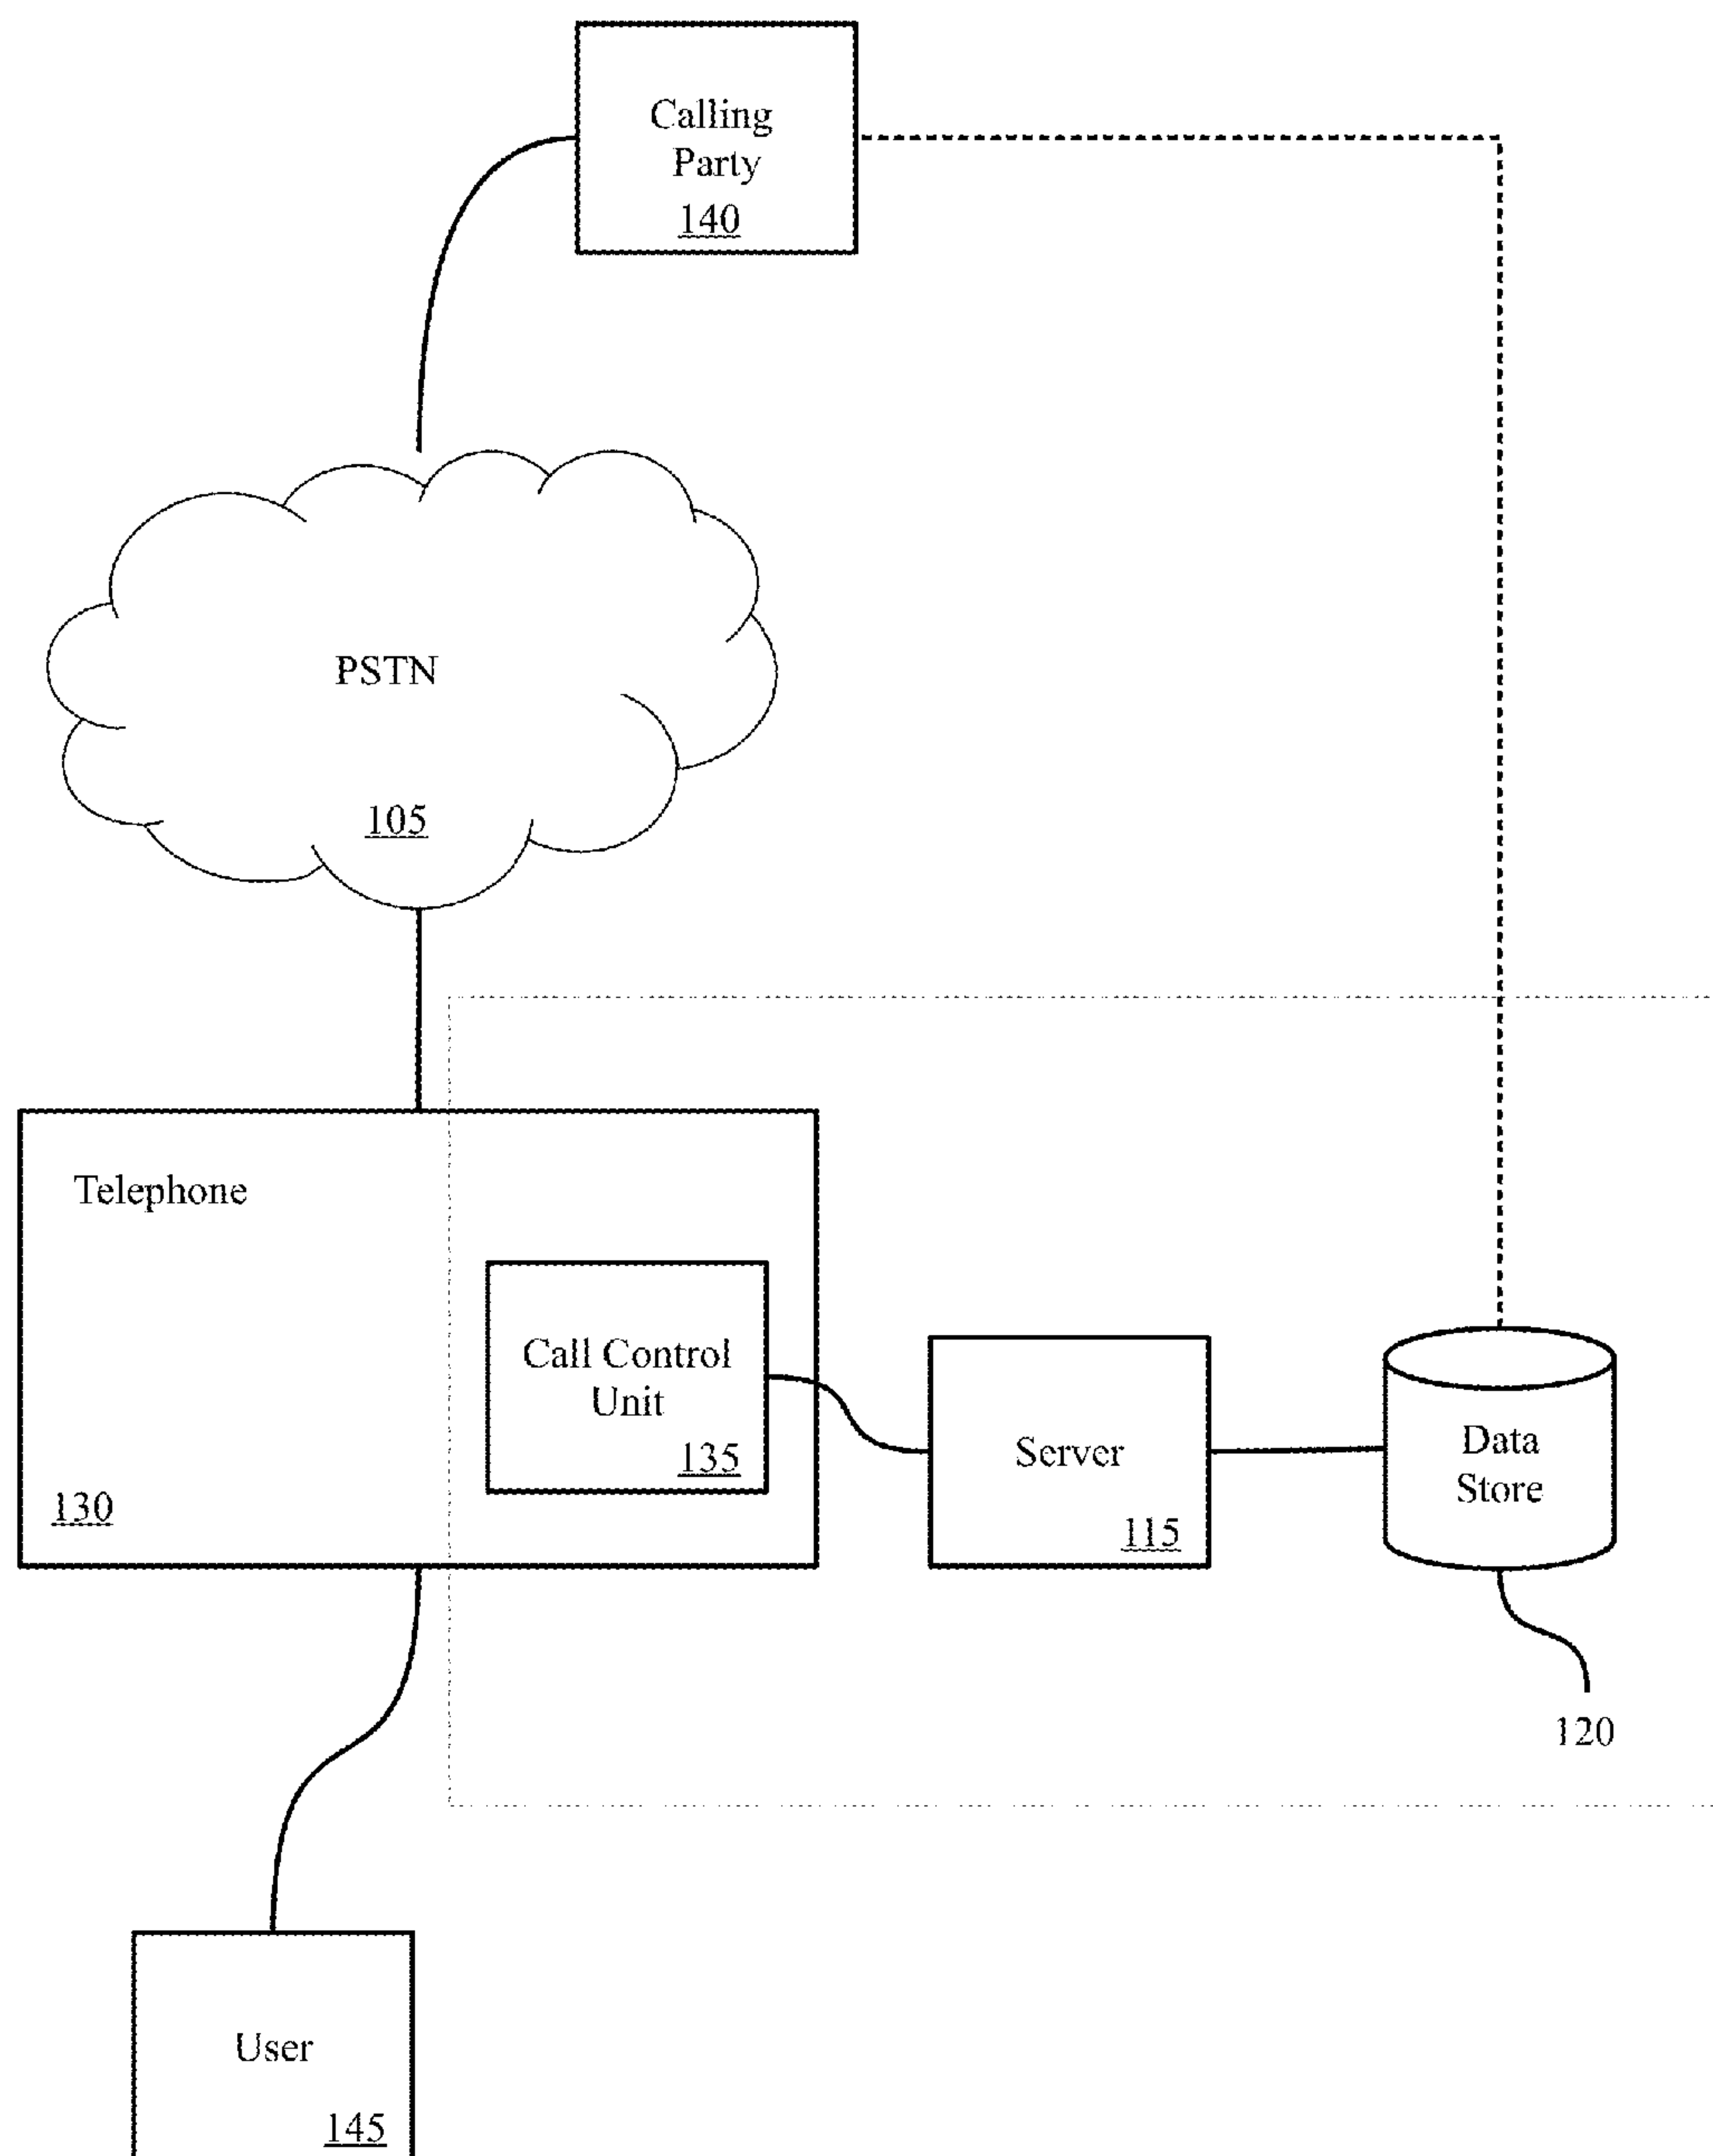 Calling
Party
140
PSTN
105
Telephone
130
Call Control
Unit
135
Server
115
Data
Store
120
User
145